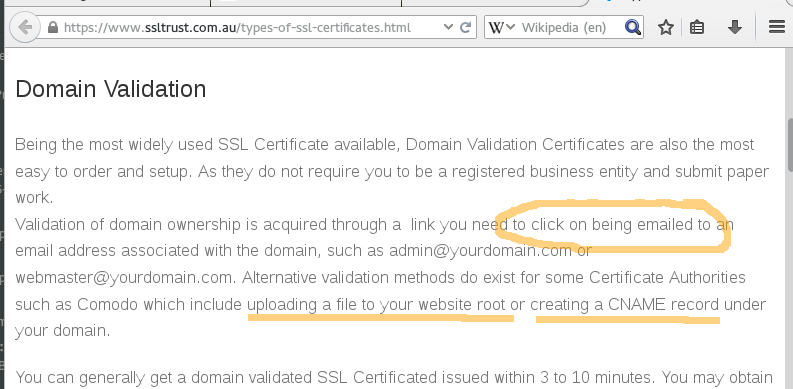 https://www.ssltrust.com.au/types-of-ssl-certificates.html
W Wikipedia (en)
Domain Validation
Being the most widely used SSL Certificate available, Domain Validation Certificates are also the most
easy to order and setup. As they do not require you to be a registered business entity and submit paper
work.
Validation of domain ownership is acquired through a link you need to click on being emailed to an
email address associated with the domain, such as admin@yourdomain.com or
webmaster@yourdomain.com. Alternative validation methods do exist for some Certificate Authorities
such as Comodo which include uploading a file to your website root or creating a CNAME record under
your domain.
You can generally get a domain validated SSL Certificated issued within 3 to 10 minutes. You may obtain